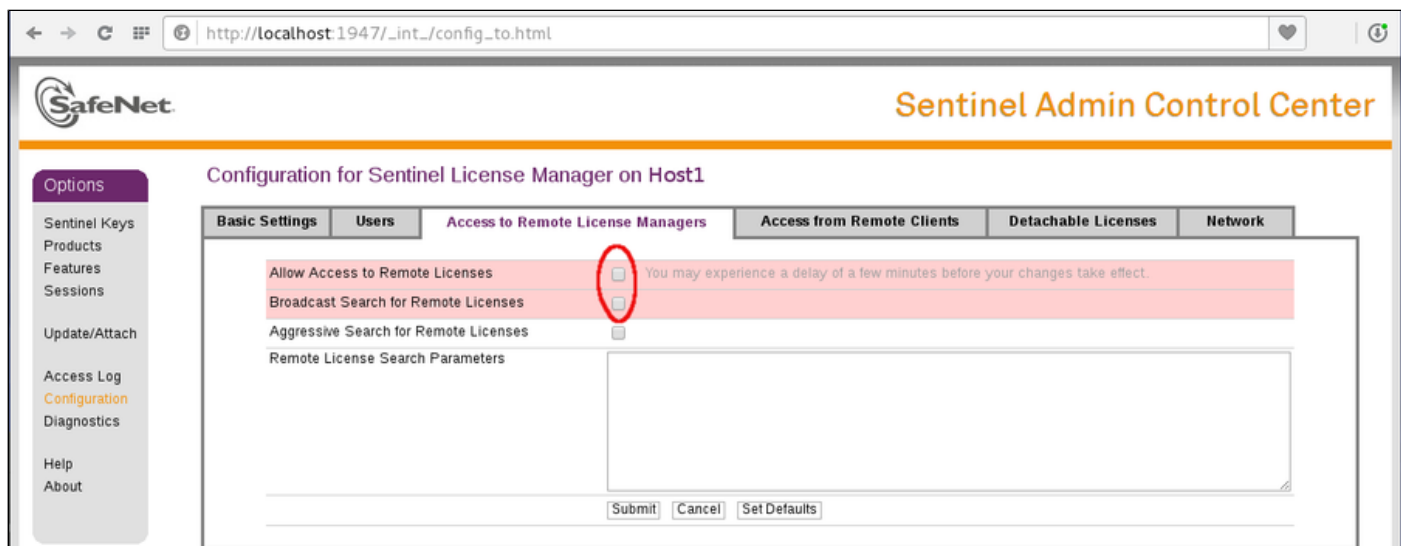 http://localhost:1947/_int_/config_to.html
SafeNet.
Sentinel Admin Control Center
Options
Sentinel Keys
Products
Features
Sessions
Update/Attach
Access Log
Configuration
Diagnostics
Help
About
Configuration for Sentinel License Manager on Host1
Basic Settings Users Access to Remote License Managers Access from Remote Clients Detachable Licenses Network
Allow Access to Remote Licenses You may experience a delay of a few minutes before your changes take effect.
Broadcast Search for Remote Licenses
Aggressive Search for Remote Licenses
Remote License Search Parameters
Submit Cancel Set Defaults